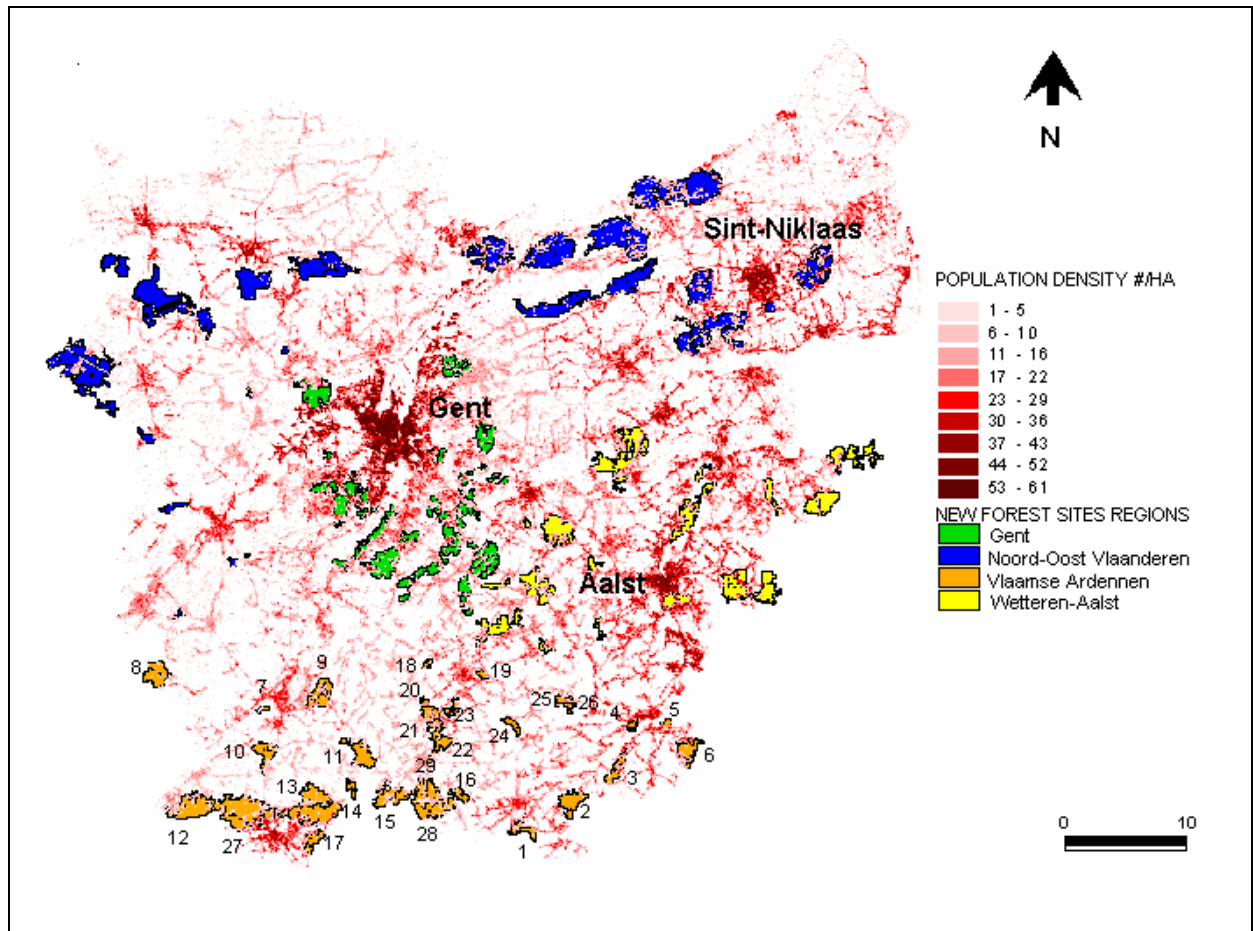 N
Sint-Niklaas
Gent
Aalst
POPULATION DENSITY #/HA
1 - 5
6 - 10
11 - 16
17 - 22
23 - 29
30 - 36
37 - 43
44 - 52
53 - 61
NEW FOREST SITES REGIONS
Gent
Noord-Oost Vlaanderen
Vlaamse Ardennen
Wetteren-Aalst
8
7
9
18
19
20
23
21
22
24
25
26
4
5
6
3
10
11
13
14
29
16
12
27
17
15
28
2
1
0
10